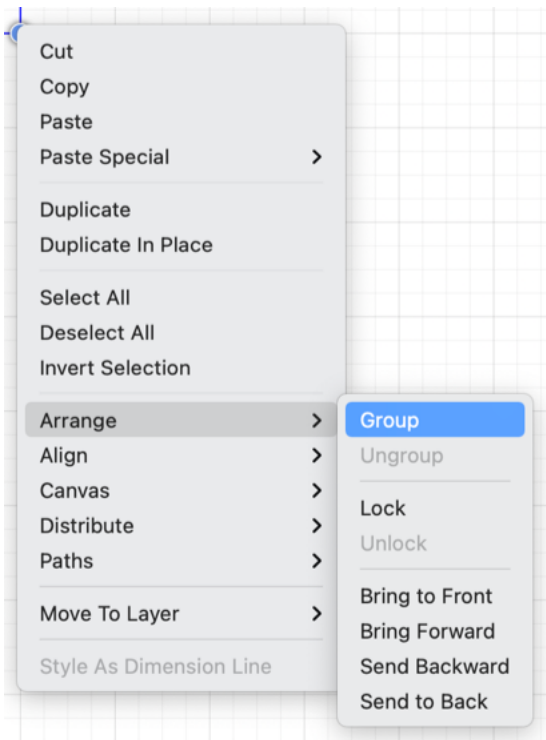 Cut
Copy
Paste
Paste Special
Duplicate
Duplicate In Place
Select All
Deselect All
Invert Selection
Arrange
Align
Canvas
Distribute
Paths
Move To Layer
Style As Dimension Line
Group
Ungroup
Lock
Unlock
Bring to Front
Bring Forward
Send Backward
Send to Back